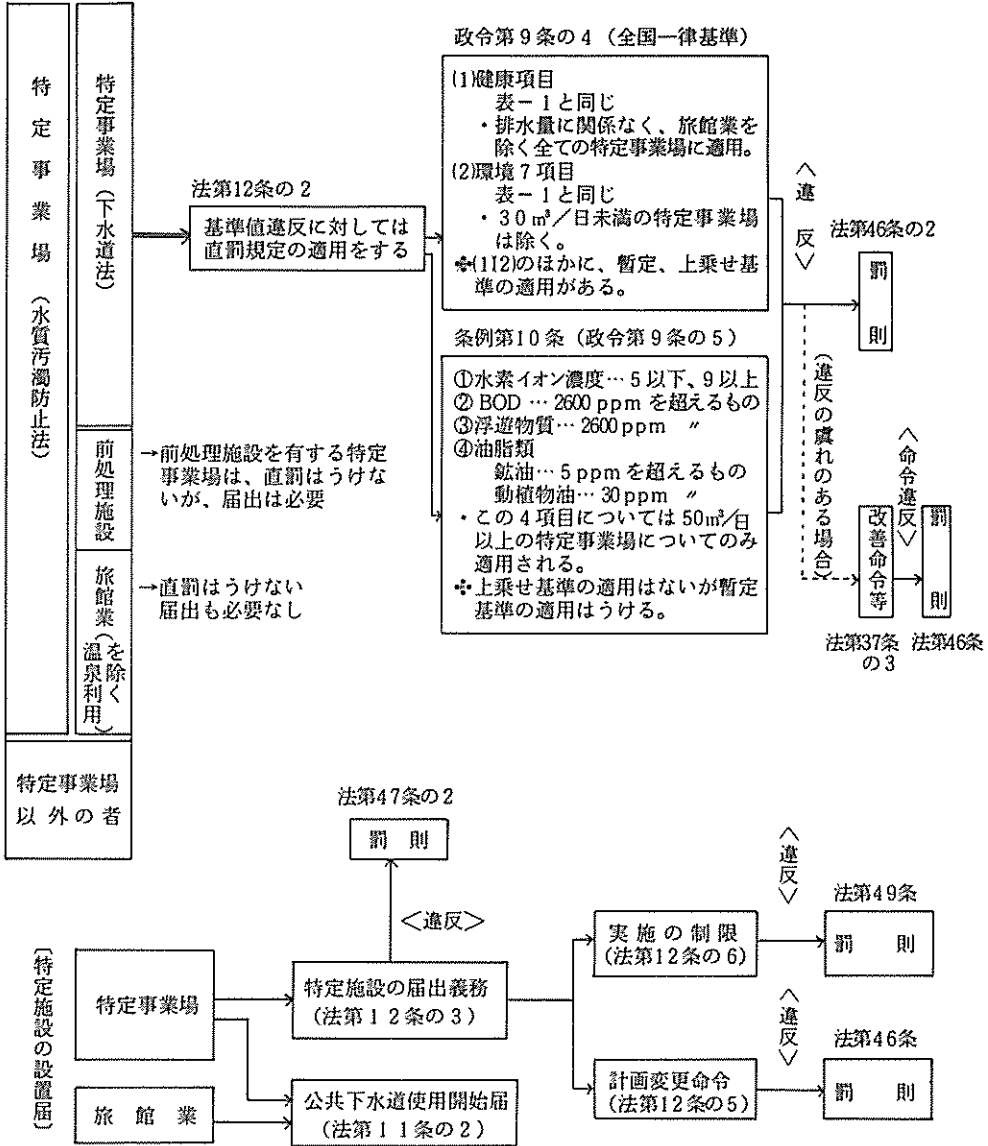 特定事業場（水質汚濁防止法）
特定事業場（下水道法）
前処理施設
旅館業（温泉利用を除く）
特定事業場
以外の者
法第12条の2
基準値違反に対しては
直罰規定の適用をする
→前処理施設を有する特定
事業場は、直罰はうけな
いが、届出は必要
→直罰はうけない
届出も必要なし
政令第9条の4（全国一律基準）
(1)健康項目
表－1と同じ
・排水量に関係なく、旅館業を
除く全ての特定事業場に適用。
(2)環境7項目
表－1と同じ
・30㎥／日未満の特定事業場
は除く。
(1)(2)のほかに、暫定、上乗せ基
準の適用がある。
条例第10条（政令第9条の5）
①水素イオン濃度…5以下、9以上
②BOD…2600ppmを超えるもの
③浮遊物質…2600ppm 〃
④油脂類
鉱油…5ppmを超えるもの
動植物油…30ppm 〃
・この4項目については50㎥/日
以上の特定事業場についてのみ
適用される。
上乗せ基準の適用はないが暫定
基準の適用はうける。
＜違反＞
法第46条の2
罰則
（違反の虞れのある場合）
改善命令等
法第37条
の3
＜命令違反＞
罰則
法第46条
〔特定施設の設置届〕
特定事業場
旅館業
法第47条の2
罰則
＜違反＞
特定施設の届出義務
(法第12条の3)
公共下水道使用開始届
(法第11条の2)
実施の制限
(法第12条の6)
＜違反＞
法第49条
罰則
計画変更命令
(法第12条の5)
＜違反＞
法第46条
罰則